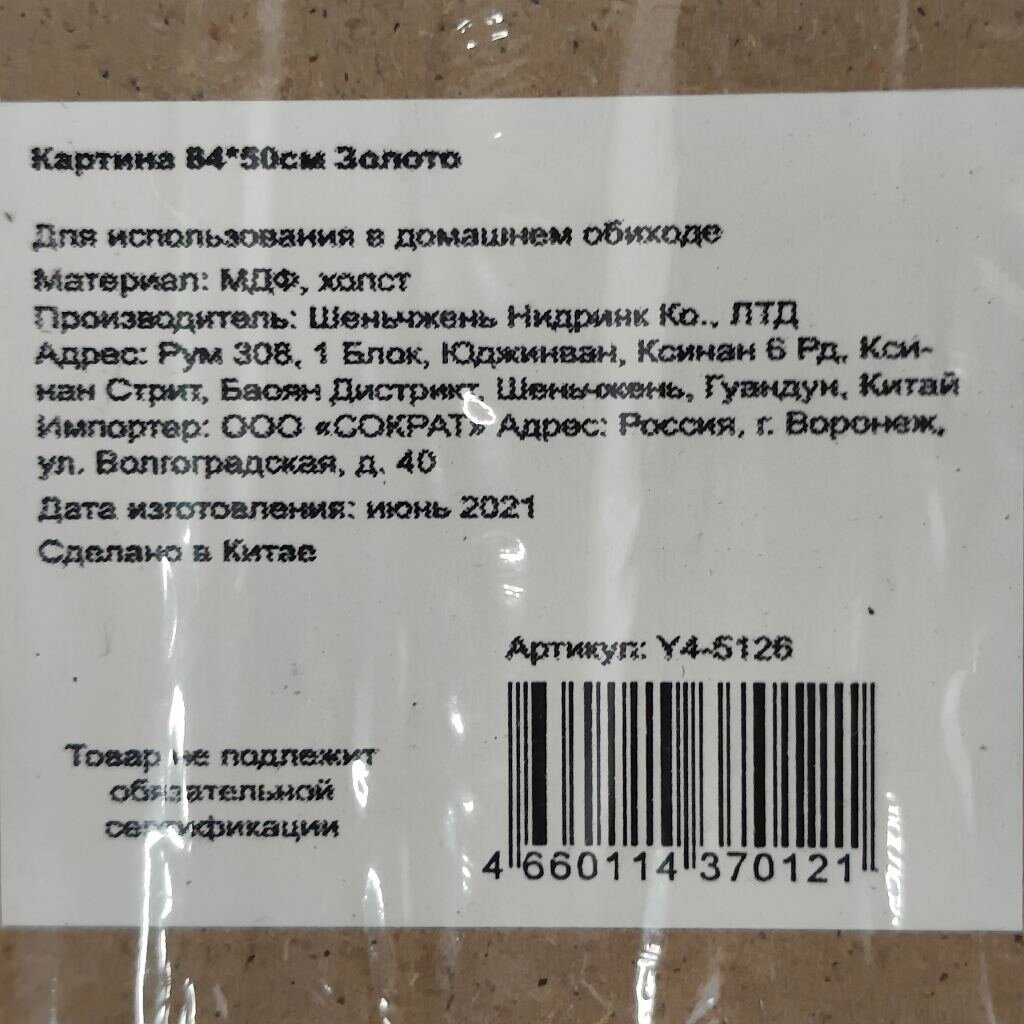 Картина 84*50см Золото
Для использования в домашнем обиходе
Материал: МДФ, холст
Производитель: Шеньчжень Нидринк Ко., ЛТД
Адрес: Рум 308, 1 Блок, Юджинван, Ксинан 6 Рд, Кси-
нан Стрит, Баоян Дистрикт, Шеньчжень, Гуандун, Китай
Импортер: ООО «СОКРАТ» Адрес: Россия, г. Воронеж,
ул. Волгоградская, д. 40
Дата изготовления: июнь 2021
Сделано в Китае
Артикул: Y4-5126
Товар не подлежит
обязательной
сертификации
4 660114 370121